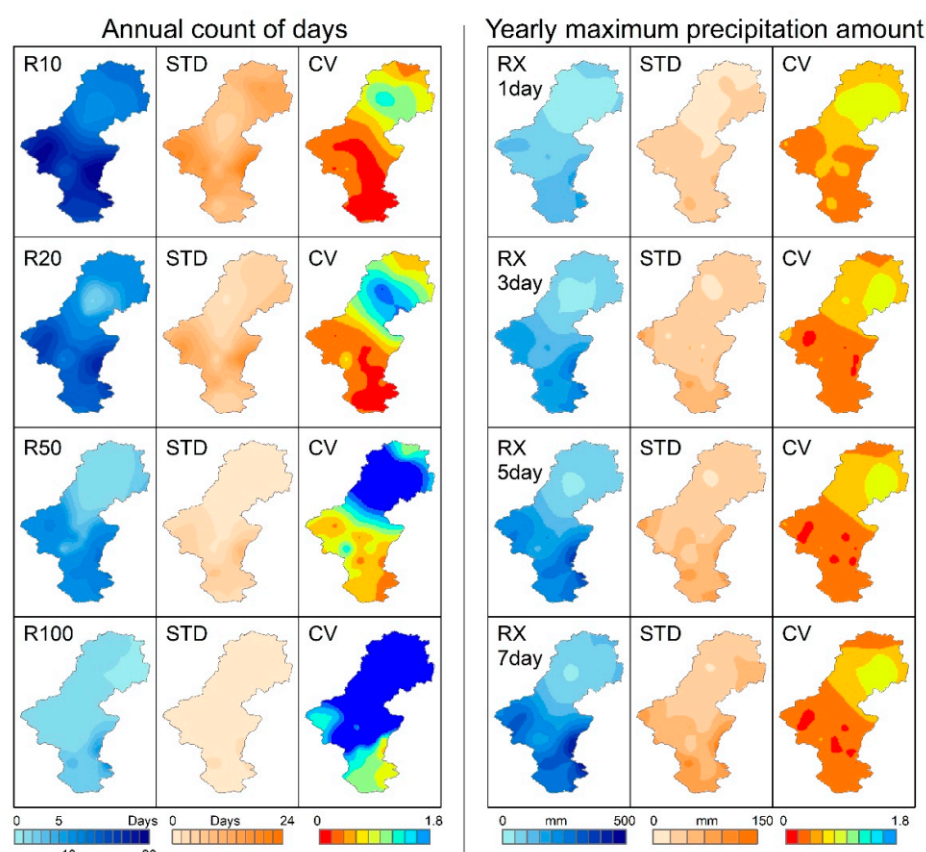 Annual count of days
Yearly maximum precipitation amount
R10 STD CV
RX 1day STD CV
R20 STD CV
RX 3day STD CV
R50 STD CV
RX 5day STD CV
R100 STD CV
RX 7day STD CV
0 5 Days
0 Days 24
0 1.8
0 mm 500
0 mm 150
0 1.8